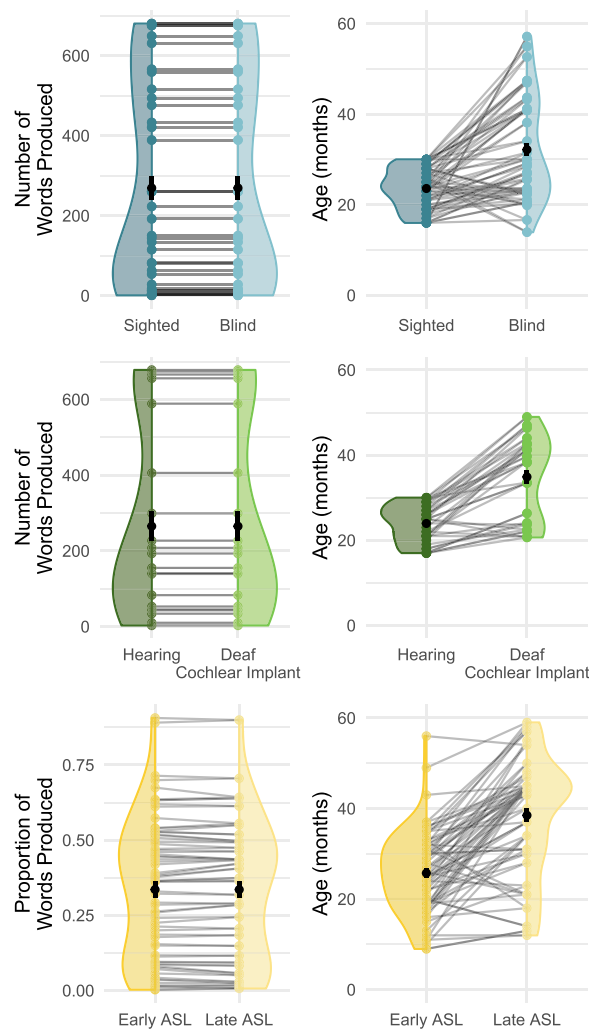 Number of
Words Produced
600
400
200
0
Sighted
Blind
Age (months)
60
40
20
0
Sighted
Blind
Number of
Words Produced
600
400
200
0
Hearing
Deaf
Cochlear Implant
Age (months)
60
40
20
0
Hearing
Deaf
Cochlear Implant
Proportion of
Words Produced
0.75
0.50
0.25
0.00
Early ASL
Late ASL
Age (months)
60
40
20
0
Early ASL
Late ASL